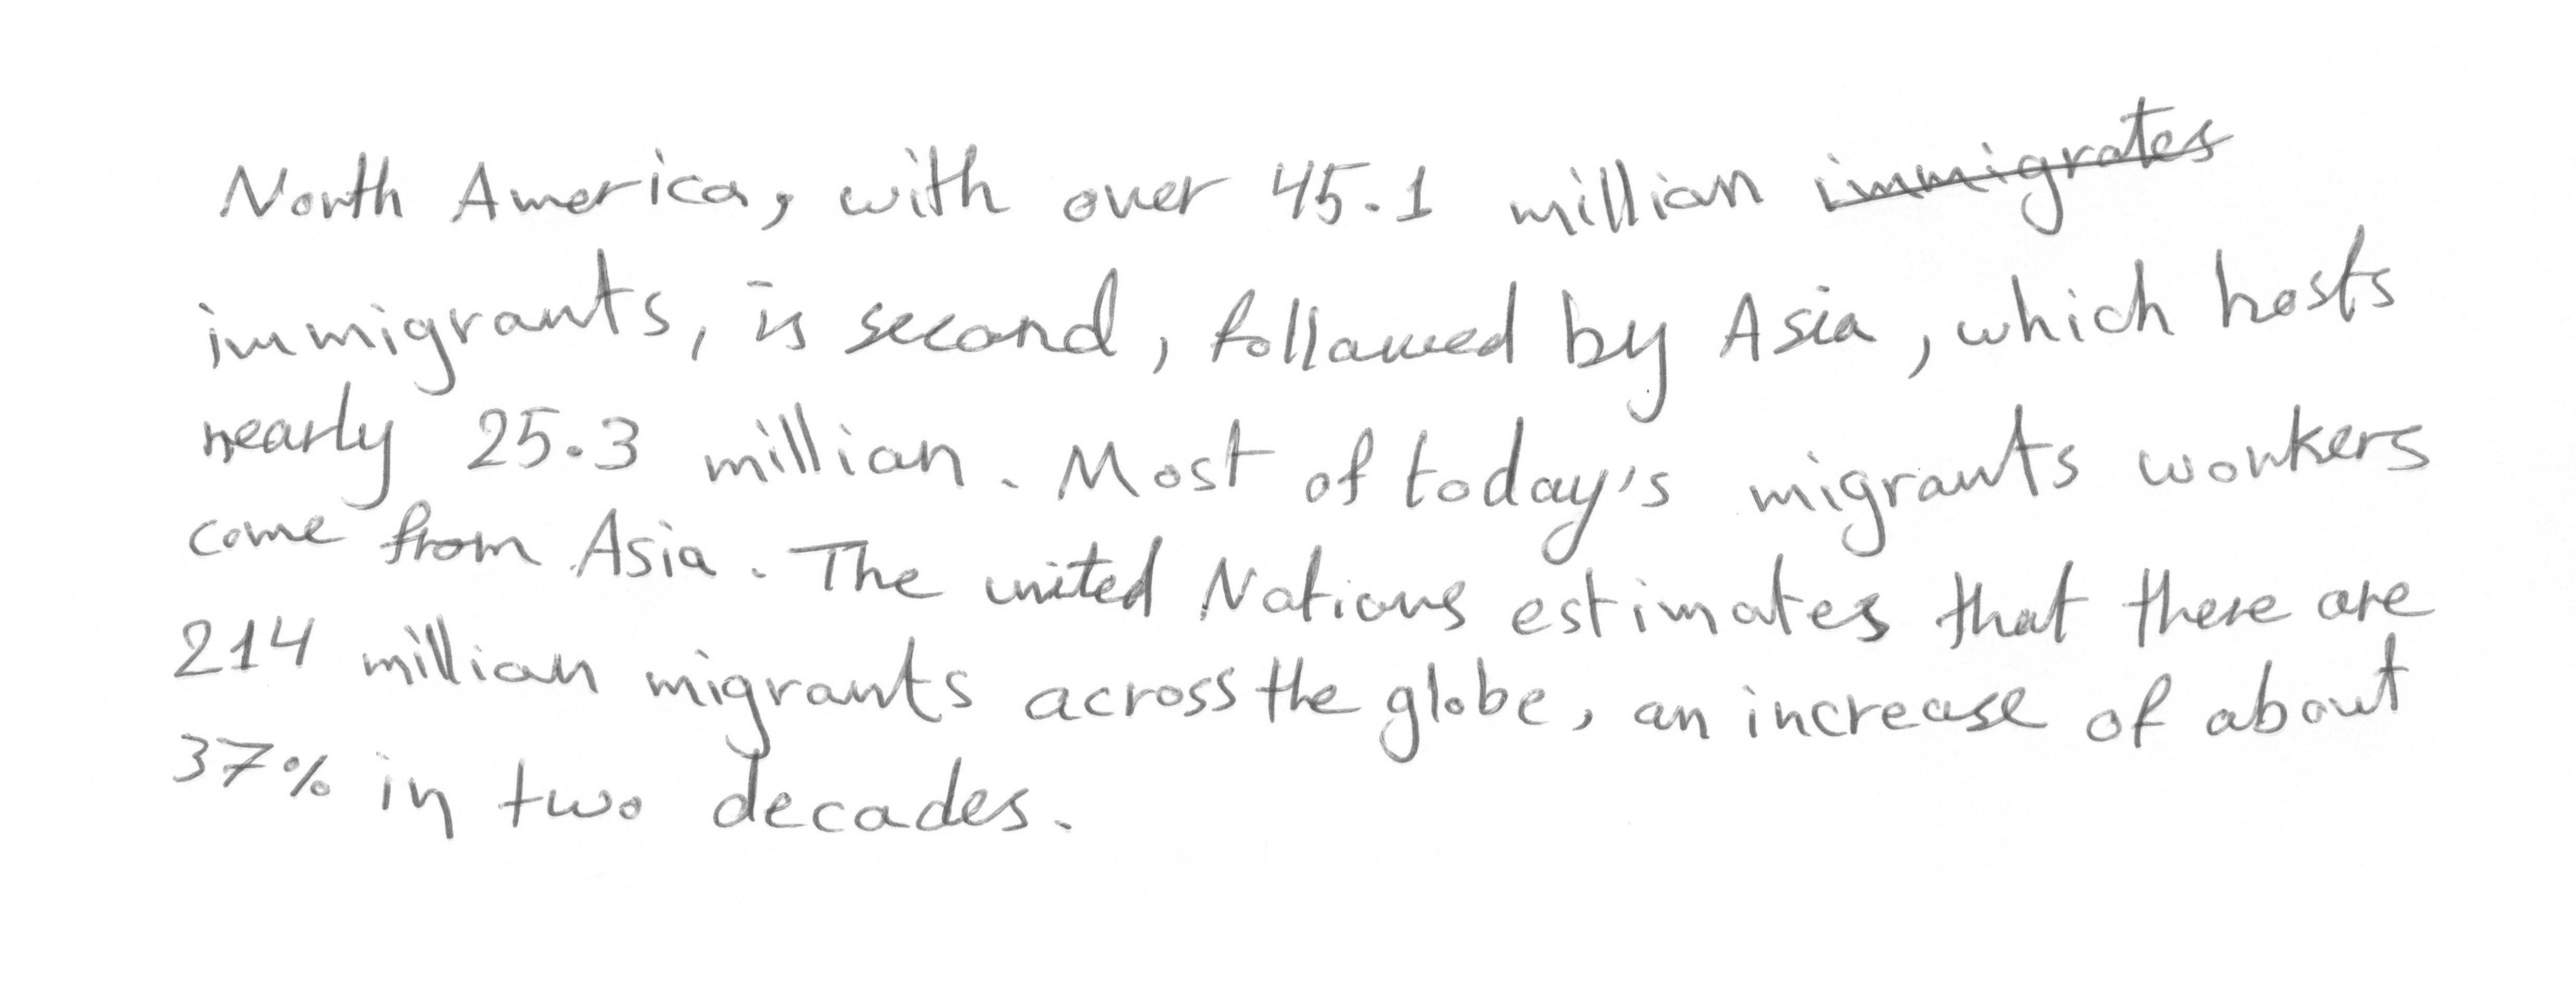 North America, with over 45.1 million immigrates
immigrants, is second, followed by Asia, which hosts
nearly 25.3 million. Most of today's migrants workers
come from Asia. The united Nations estimates that there are
214 million migrants across the globe, an increase of about
37% in two decades.